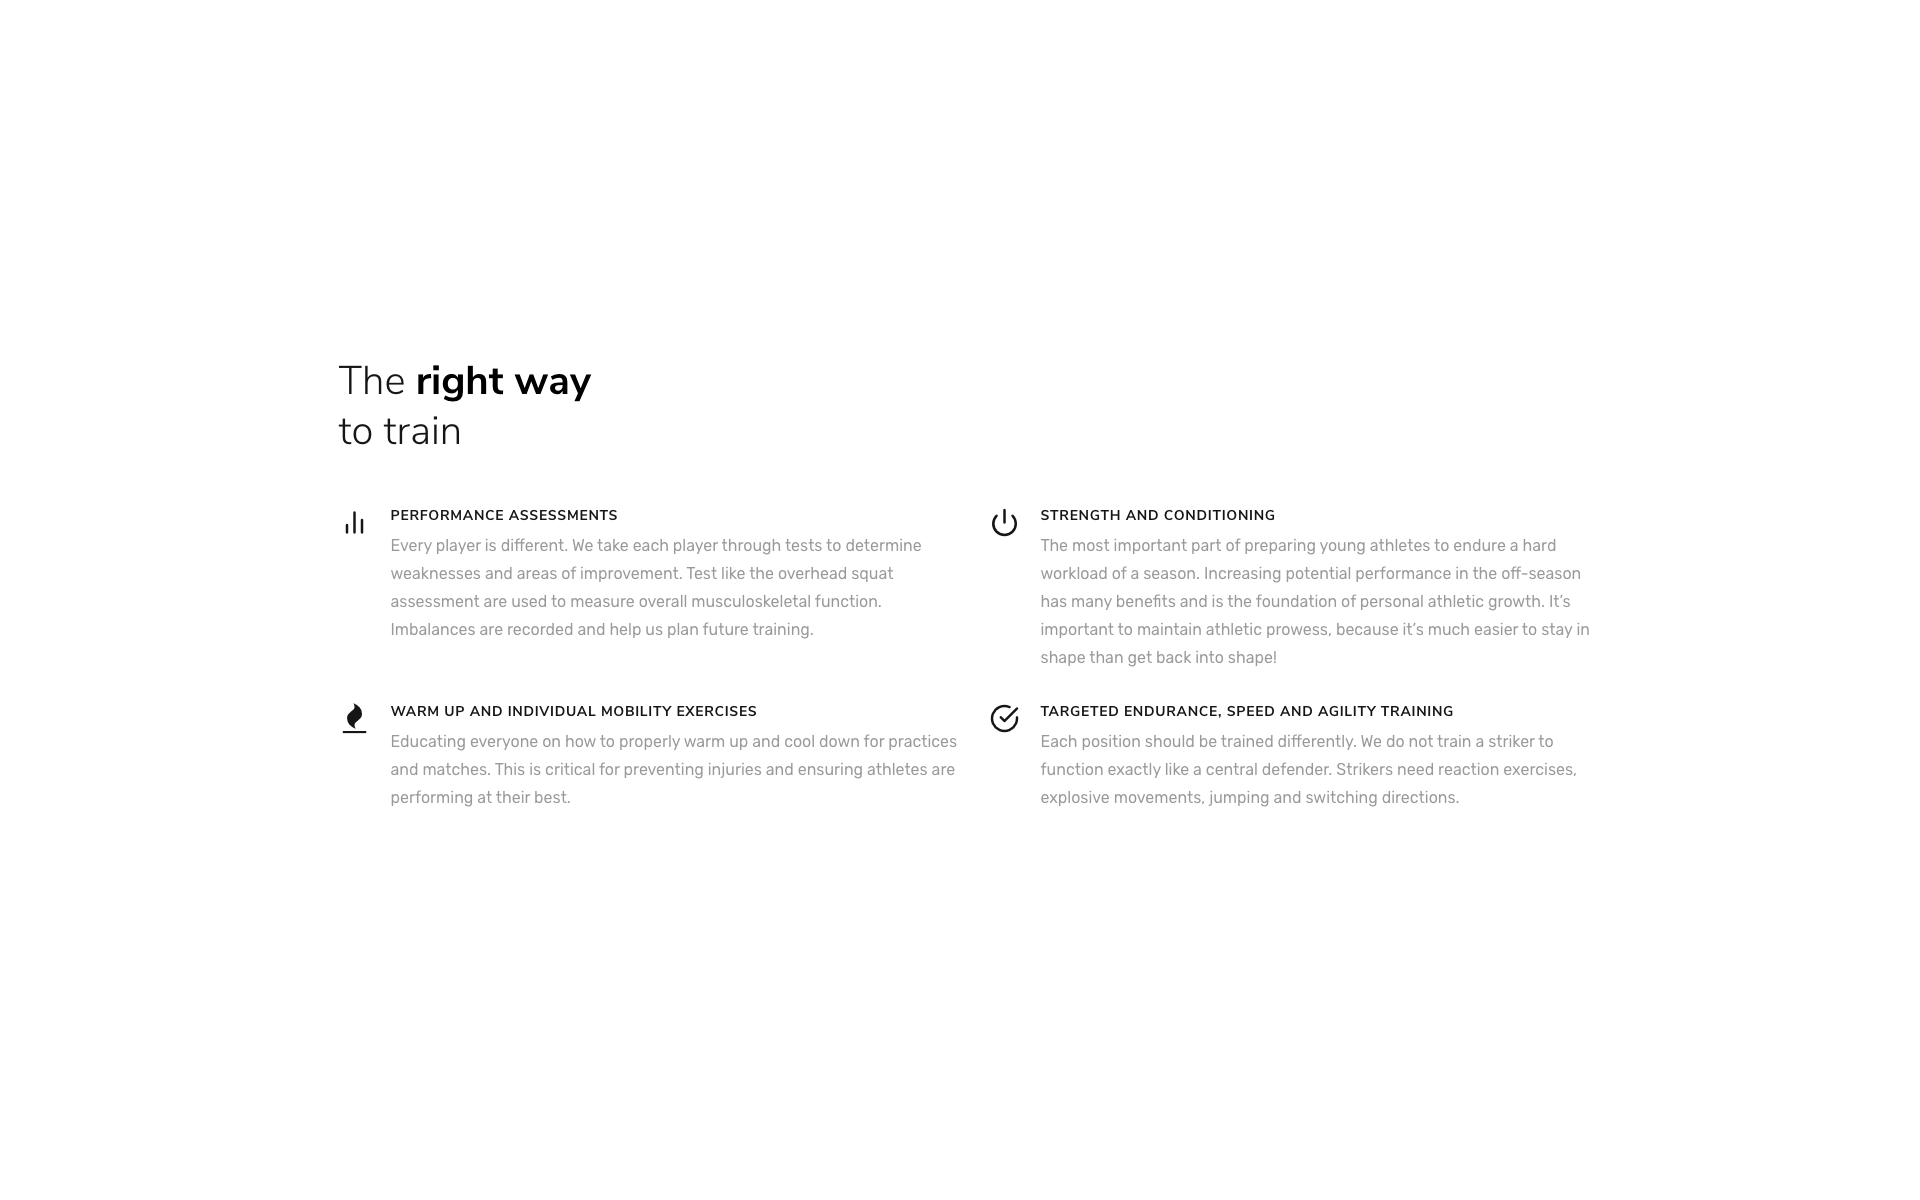 The right way
to train
PERFORMANCE ASSESSMENTS
Every player is different. We take each player through tests to determine
weaknesses and areas of improvement. Test like the overhead squat
assessment are used to measure overall musculoskeletal function.
Imbalances are recorded and help us plan future training.
STRENGTH AND CONDITIONING
The most important part of preparing young athletes to endure a hard
workload of a season. Increasing potential performance in the off-season
has many benefits and is the foundation of personal athletic growth. It’s
important to maintain athletic prowess, because it’s much easier to stay in
shape than get back into shape!
WARM UP AND INDIVIDUAL MOBILITY EXERCISES
Educating everyone on how to properly warm up and cool down for practices
and matches. This is critical for preventing injuries and ensuring athletes are
performing at their best.
TARGETED ENDURANCE, SPEED AND AGILITY TRAINING
Each position should be trained differently. We do not train a striker to
function exactly like a central defender. Strikers need reaction exercises,
explosive movements, jumping and switching directions.